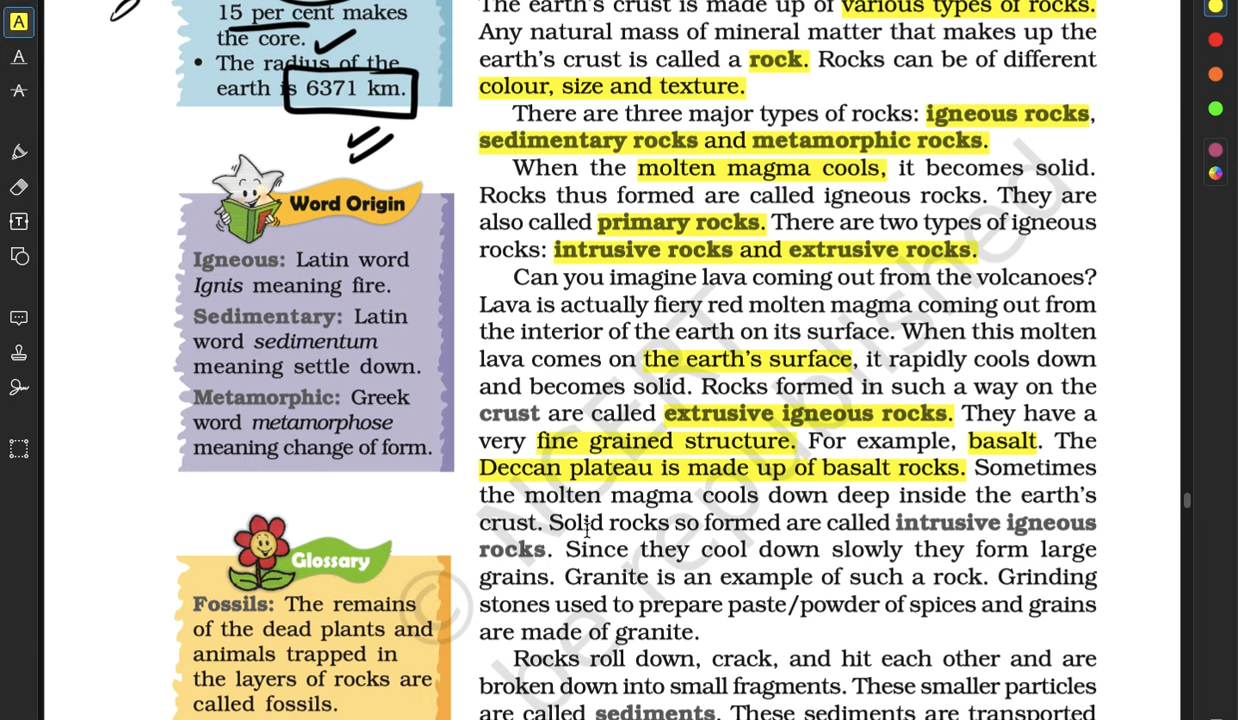 15 per cent makes
the core.
• The radius of the
earth is 6371 km.
Word Origin
Igneous: Latin word
Ignis meaning fire.
Sedimentary: Latin
word sedimentum
meaning settle down.
Metamorphic: Greek
word metamorphose
meaning change of form.
Glossary
Fossils: The remains
of the dead plants and
animals trapped in
the layers of rocks are
called fossils.
The earth's crust is made up of various types of rocks.
Any natural mass of mineral matter that makes up the
earth's crust is called a rock. Rocks can be of different
colour, size and texture.
There are three major types of rocks: igneous rocks,
sedimentary rocks and metamorphic rocks.
When the molten magma cools, it becomes solid.
Rocks thus formed are called igneous rocks. They are
also called primary rocks. There are two types of igneous
rocks: intrusive rocks and extrusive rocks.
Can you imagine lava coming out from the volcanoes?
Lava is actually fiery red molten magma coming out from
the interior of the earth on its surface. When this molten
lava comes on the earth's surface, it rapidly cools down
and becomes solid. Rocks formed in such a way on the
crust are called extrusive igneous rocks. They have a
very fine grained structure. For example, basalt. The
Deccan plateau is made up of basalt rocks. Sometimes
the molten magma cools down deep inside the earth's
crust. Solid rocks so formed are called intrusive igneous
rocks. Since they cool down slowly they form large
grains. Granite is an example of such a rock. Grinding
stones used to prepare paste/powder of spices and grains
are made of granite.
Rocks roll down, crack, and hit each other and are
broken down into small fragments. These smaller particles
are called sediments. These sediments are transported
© NCERT
be republished